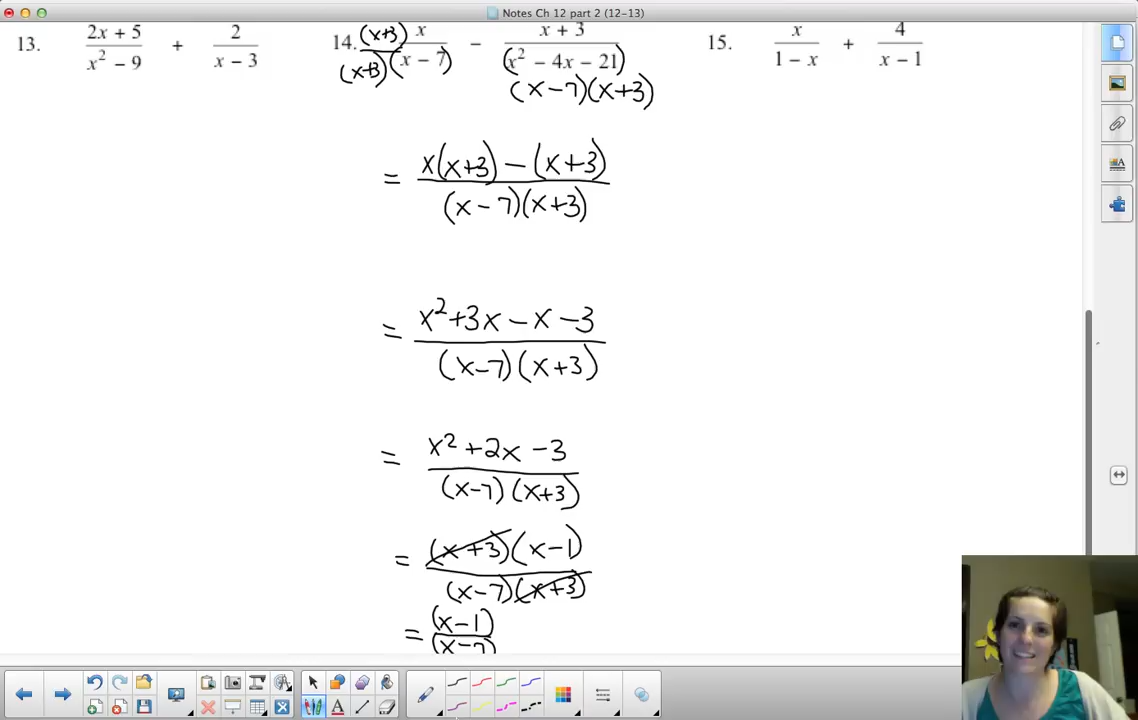 Notes Ch 12 part 2 (12–13)
13. (2x + 5)/(x² − 9) + 2/(x − 3)
14. (x+3)/(x+3) x/(x − 7) − (x + 3)/(x² − 4x − 21)
(x−7)(x+3)
15. x/(1 − x) + 4/(x − 1)
= (x(x+3) − (x+3))/((x−7)(x+3))
= (x²+3x−x−3)/((x−7)(x+3))
= (x²+2x−3)/((x−7)(x+3))
= ((x+3)(x−1))/((x−7)(x+3))
= (x−1)/(x−7)